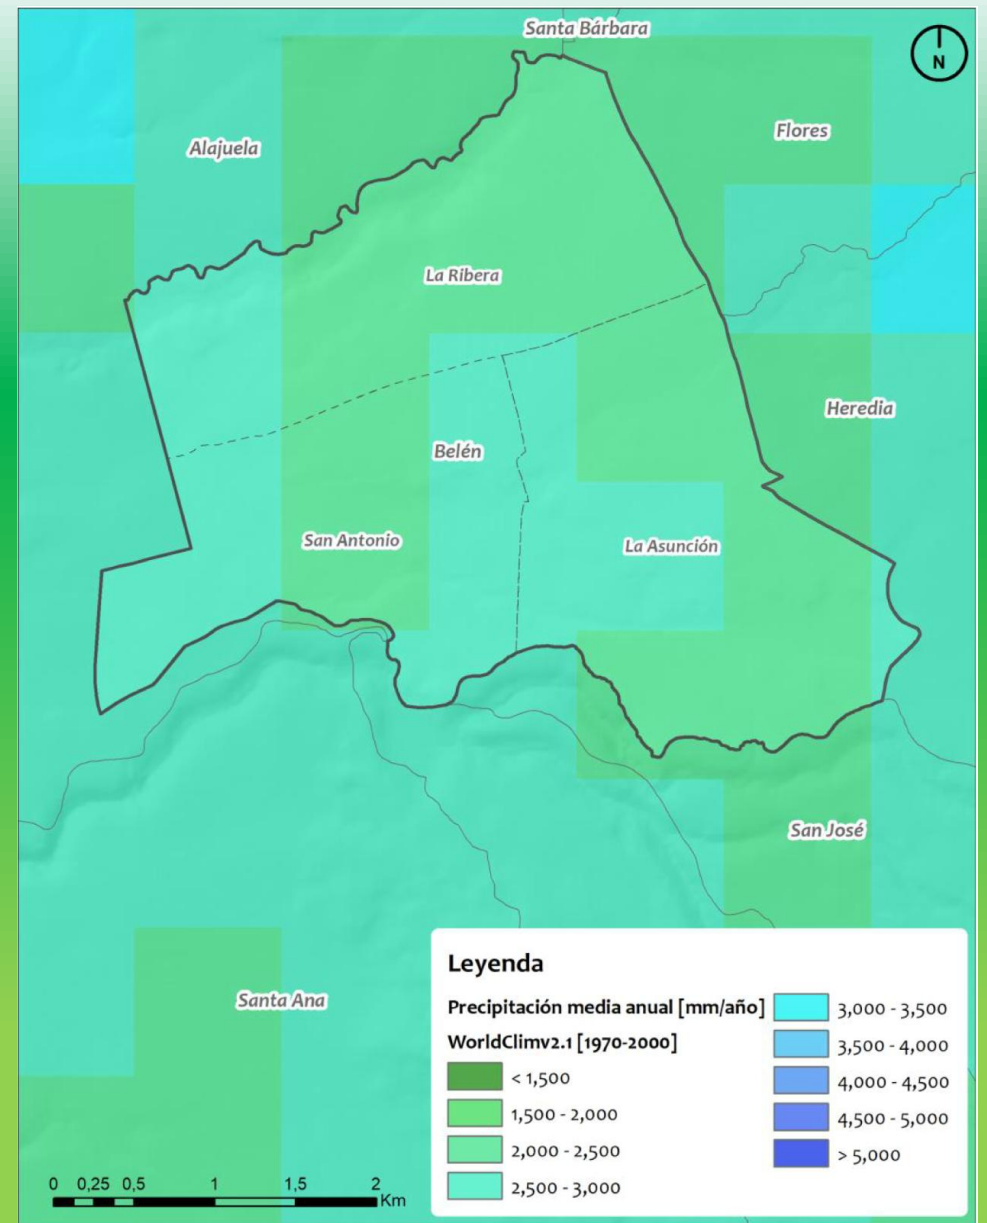 Santa Bárbara
N
Alajuela
Flores
La Ribera
Heredia
Belén
San Antonio
La Asunción
San José
Santa Ana
Leyenda
Precipitación media anual [mm/año]
WorldClimv2.1 [1970-2000]
< 1,500
1,500 - 2,000
2,000 - 2,500
2,500 - 3,000
3,000 - 3,500
3,500 - 4,000
4,000 - 4,500
4,500 - 5,000
> 5,000
0 0,25 0,5 1 1,5 2
Km